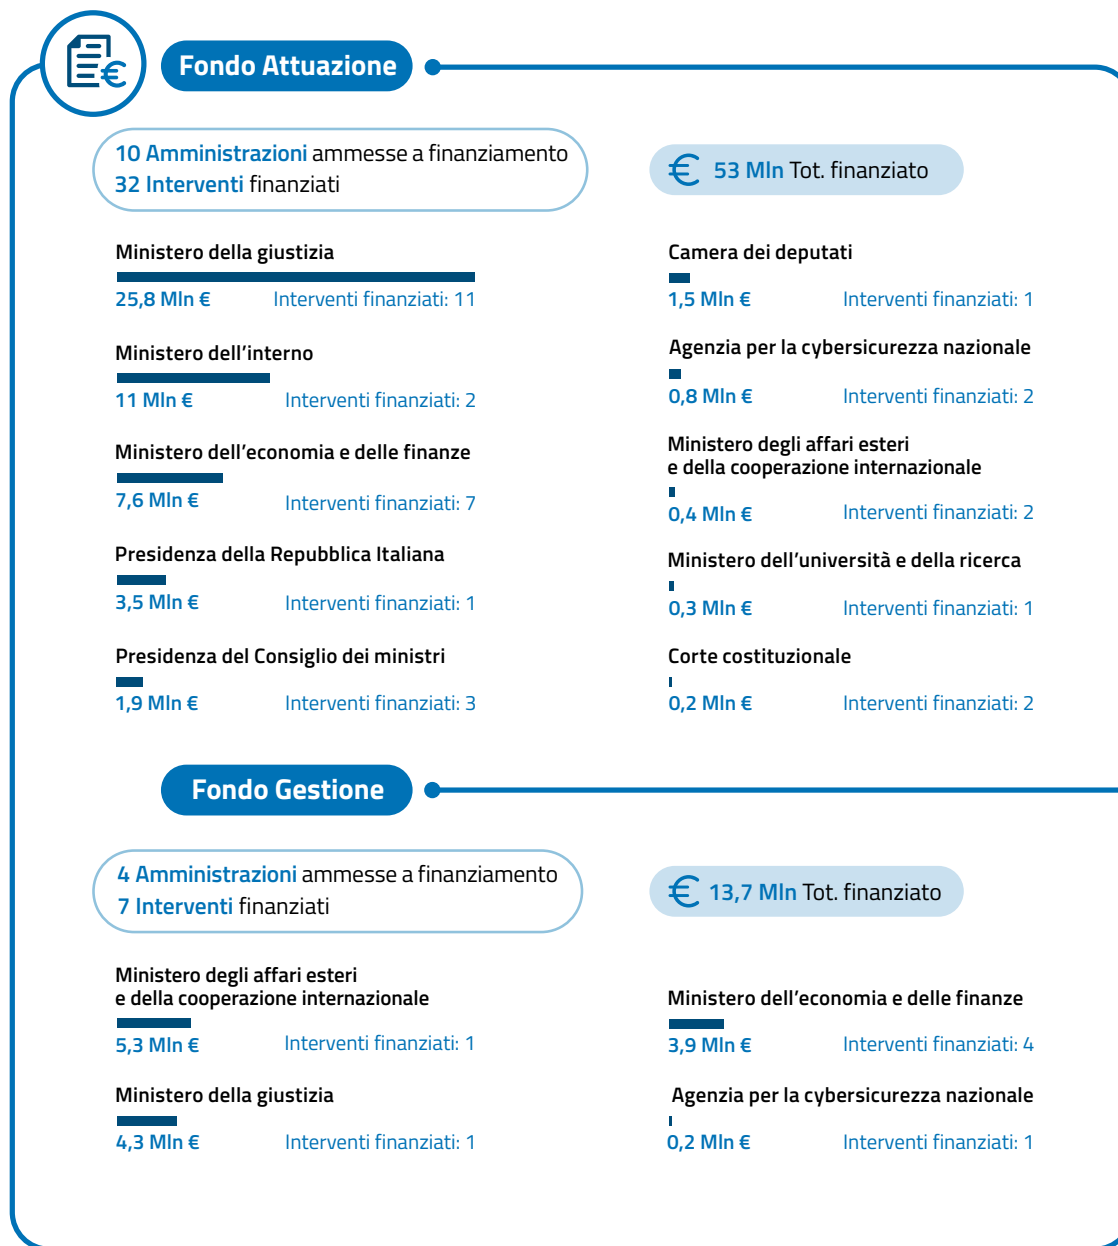 Fondo Attuazione
10 Amministrazioni ammesse a finanziamento
32 Interventi finanziati
€ 53 Mln Tot. finanziato
Ministero della giustizia
25,8 Mln € Interventi finanziati: 11
Ministero dell'interno
11 Mln € Interventi finanziati: 2
Ministero dell'economia e delle finanze
7,6 Mln € Interventi finanziati: 7
Presidenza della Repubblica Italiana
3,5 Mln € Interventi finanziati: 1
Presidenza del Consiglio dei ministri
1,9 Mln € Interventi finanziati: 3
Camera dei deputati
1,5 Mln € Interventi finanziati: 1
Agenzia per la cybersicurezza nazionale
0,8 Mln € Interventi finanziati: 2
Ministero degli affari esteri
e della cooperazione internazionale
0,4 Mln € Interventi finanziati: 2
Ministero dell'università e della ricerca
0,3 Mln € Interventi finanziati: 1
Corte costituzionale
0,2 Mln € Interventi finanziati: 2
Fondo Gestione
4 Amministrazioni ammesse a finanziamento
7 Interventi finanziati
€ 13,7 Mln Tot. finanziato
Ministero degli affari esteri
e della cooperazione internazionale
5,3 Mln € Interventi finanziati: 1
Ministero della giustizia
4,3 Mln € Interventi finanziati: 1
Ministero dell'economia e delle finanze
3,9 Mln € Interventi finanziati: 4
Agenzia per la cybersicurezza nazionale
0,2 Mln € Interventi finanziati: 1